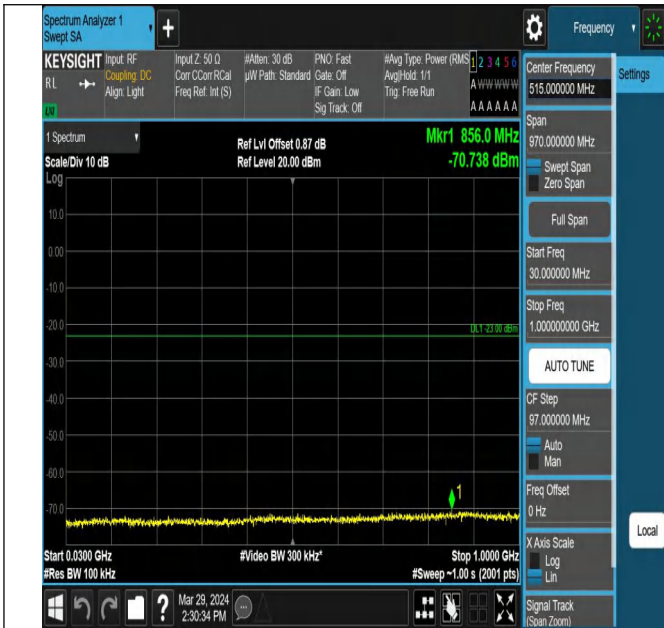 Spectrum Analyzer 1
Swept SA
+
Frequency
KEYSIGHT
RL
LXI
Input: RF
Coupling: DC
Align: Light
Input Z: 50 Ω
Corr CCorr RCal
Freq Ref: Int (S)
#Atten: 30 dB
µW Path: Standard
PNO: Fast
Gate: Off
IF Gain: Low
Sig Track: Off
#Avg Type: Power (RMS
Avg|Hold: 1/1
Trig: Free Run
1 2 3 4 5 6
A W W W W W
A A A A A A
Center Frequency
515.000000 MHz
Settings
1 Spectrum
Ref Lvl Offset 0.87 dB
Mkr1 856.0 MHz
Scale/Div 10 dB
Ref Level 20.00 dBm
-70.738 dBm
Log
10.0
0.00
-10.0
-20.0
-30.0
-40.0
-50.0
-60.0
-70.0
DL1 -23.00 dBm
1
Start 0.0300 GHz
#Video BW 300 kHz*
Stop 1.0000 GHz
#Res BW 100 kHz
#Sweep ~1.00 s (2001 pts)
Span
970.000000 MHz
Swept Span
Zero Span
Full Span
Start Freq
30.000000 MHz
Stop Freq
1.000000000 GHz
AUTO TUNE
CF Step
97.000000 MHz
Auto
Man
Freq Offset
0 Hz
X Axis Scale
Log
Lin
Local
Signal Track
(Span Zoom)
?
Mar 29, 2024
2:30:34 PM